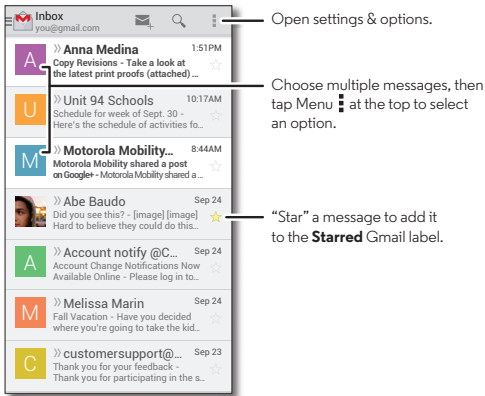 Inbox
you@gmail.com
Open settings & options.
A
Anna Medina 1:51PM
Copy Revisions - Take a look at
the latest print proofs (attached) ...
U
Unit 94 Schools 10:17AM
Schedule for week of Sept. 30 -
Here's the schedule of activities fo...
Choose multiple messages, then
tap Menu at the top to select
an option.
M
Motorola Mobility... 8:44AM
Motorola Mobility shared a post
on Google+ - Motorola Mobility shared a ...
Abe Baudo Sep 24
Did you see this? - [image] [image]
Hard to believe they could do this...
"Star" a message to add it
to the Starred Gmail label.
A
Account notify @C... Sep 24
Account Change Notifications Now
Available Online - Please log in to...
M
Melissa Marin Sep 24
Fall Vacation - Have you decided
where you're going to take the kid...
C
customersupport@... Sep 23
Thank you for your feedback -
Thank you for participating in the s...